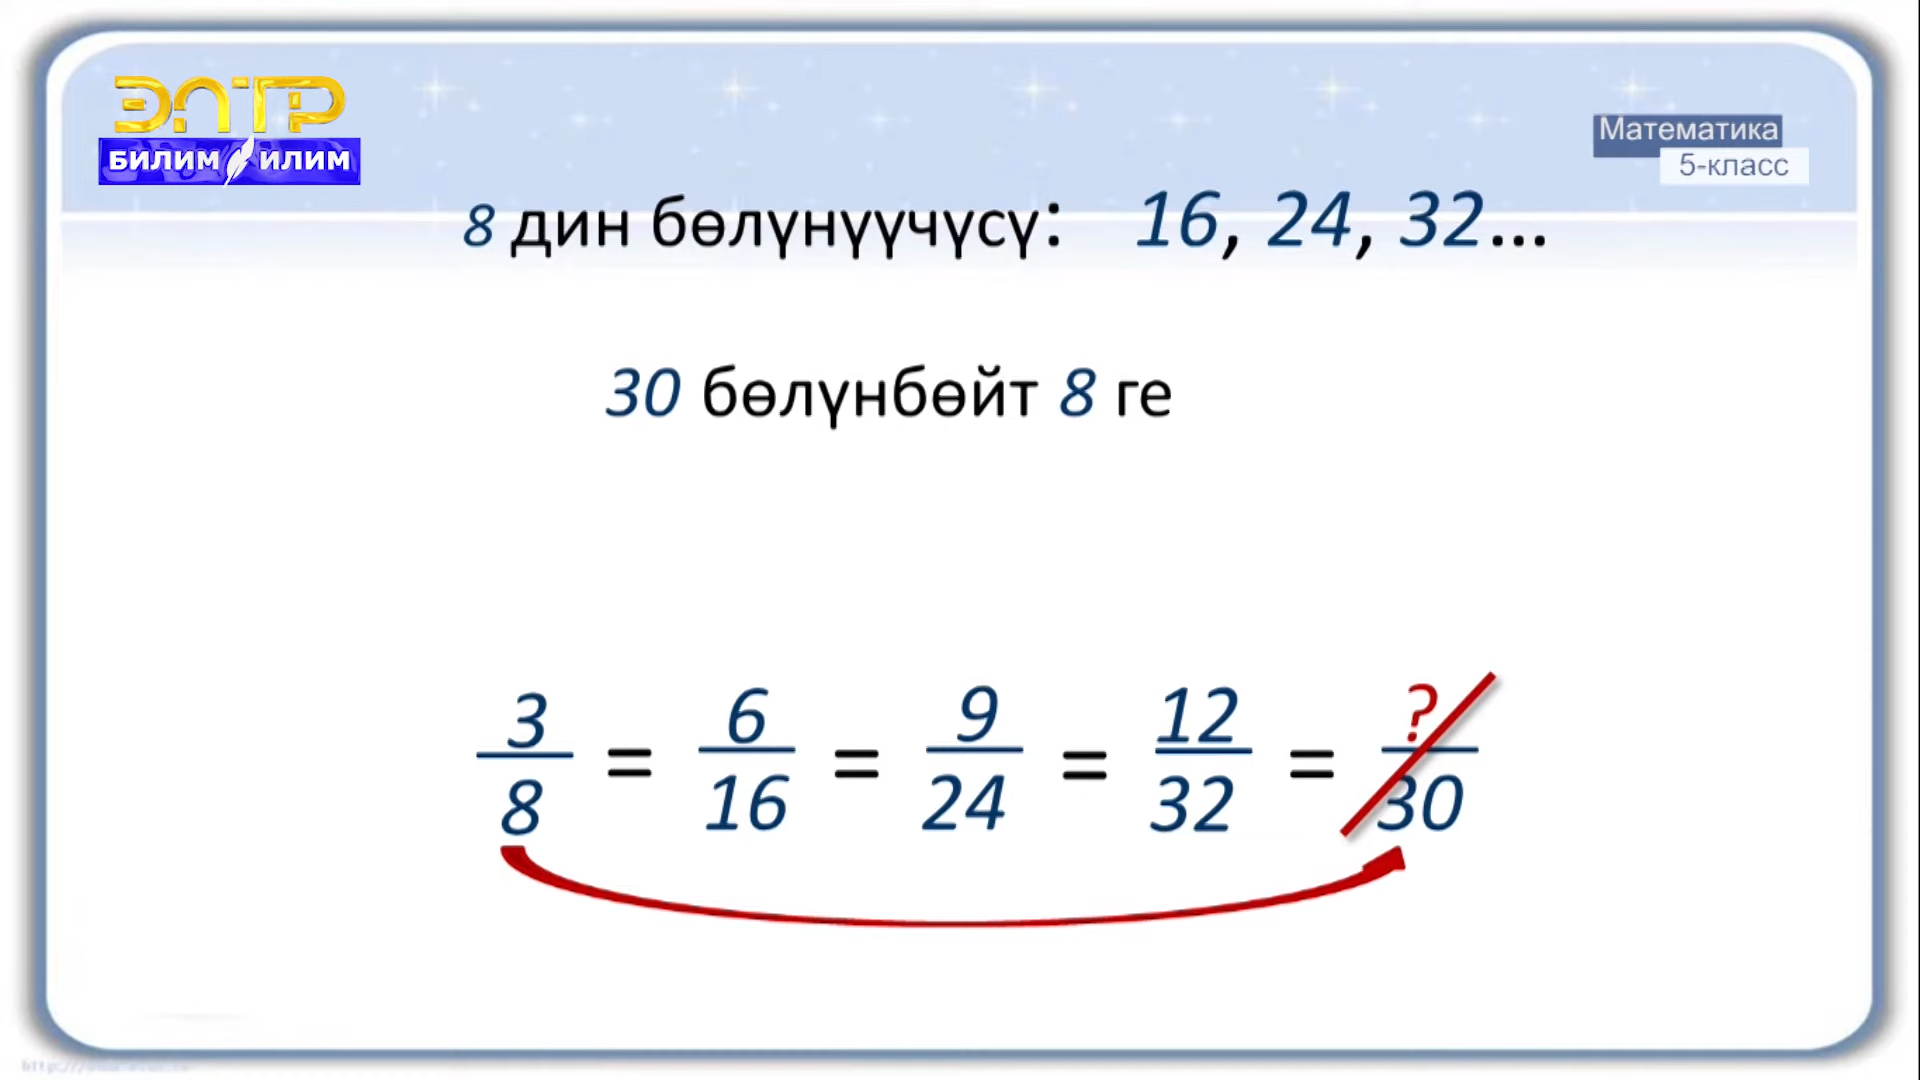 ЭЛТР
БИЛИМ ИЛИМ
Математика
5-класс
8 дин бөлүнүүчүсү: 16, 24, 32...
30 бөлүнбөйт 8 ге
3/8 = 6/16 = 9/24 = 12/32 = ?/30